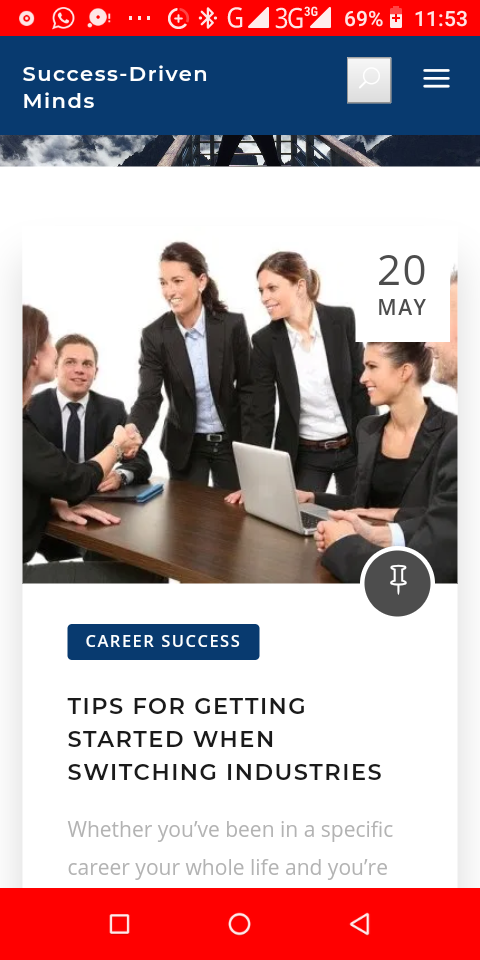 G 3G 3G 69% 11:53
Success-Driven
Minds
20
MAY
CAREER SUCCESS
TIPS FOR GETTING
STARTED WHEN
SWITCHING INDUSTRIES
Whether you’ve been in a specific
career your whole life and you’re